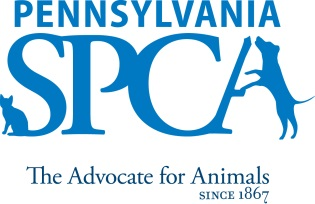 PENNSYLVANIA
SPCA
The Advocate for Animals
SINCE 1867